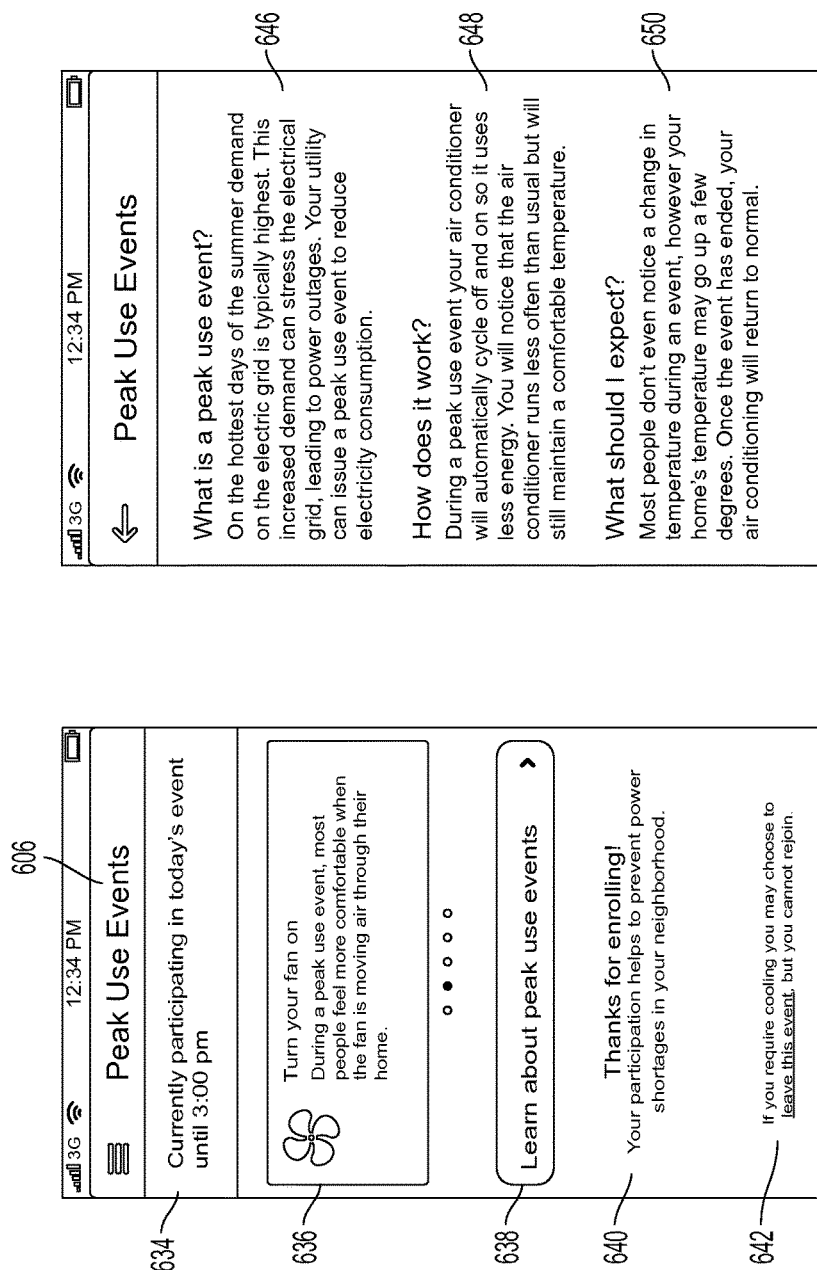 606
3G 12:34 PM
Peak Use Events
634
Currently participating in today's event
until 3:00 pm
636
Turn your fan on
During a peak use event, most
people feel more comfortable when
the fan is moving air through their
home.
638
Learn about peak use events
640
Thanks for enrolling!
Your participation helps to prevent power
shortages in your neighborhood.
642
If you require cooling you may choose to
leave this event, but you cannot rejoin.
3G 12:34 PM
Peak Use Events
What is a peak use event?
646
On the hottest days of the summer demand
on the electric grid is typically highest. This
increased demand can stress the electrical
grid, leading to power outages. Your utility
can issue a peak use event to reduce
electricity consumption.
How does it work?
648
During a peak use event your air conditioner
will automatically cycle off and on so it uses
less energy. You will notice that the air
conditioner runs less often than usual but will
still maintain a comfortable temperature.
What should I expect?
650
Most people don't even notice a change in
temperature during an event, however your
home's temperature may go up a few
degrees. Once the event has ended, your
air conditioning will return to normal.